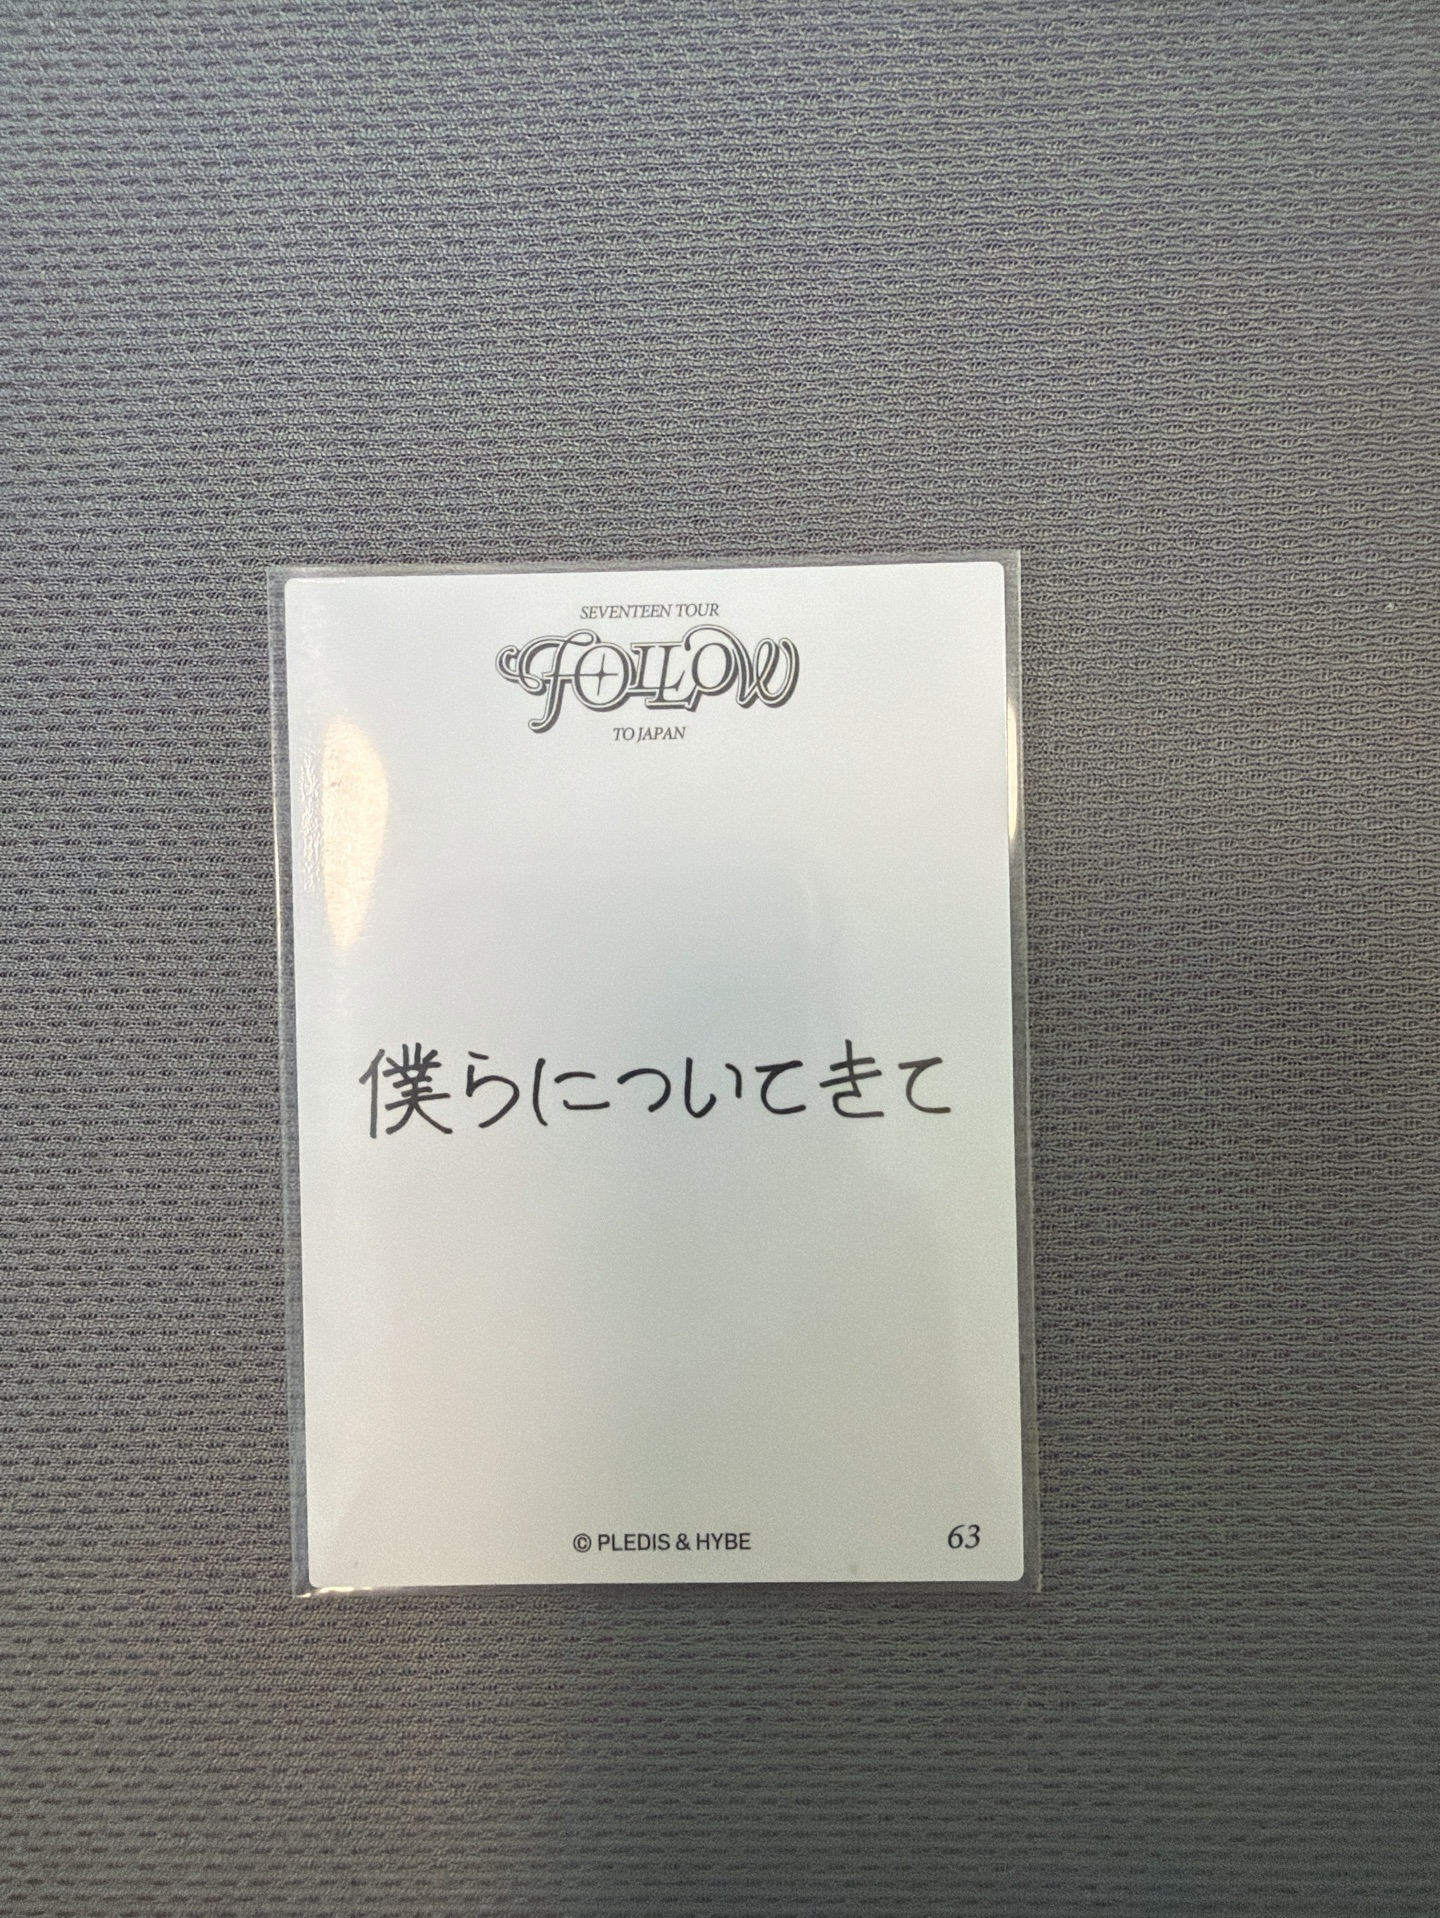 SEVENTEEN TOUR
FOLLOW
TO JAPAN
僕らについてきて
© PLEDIS & HYBE
63